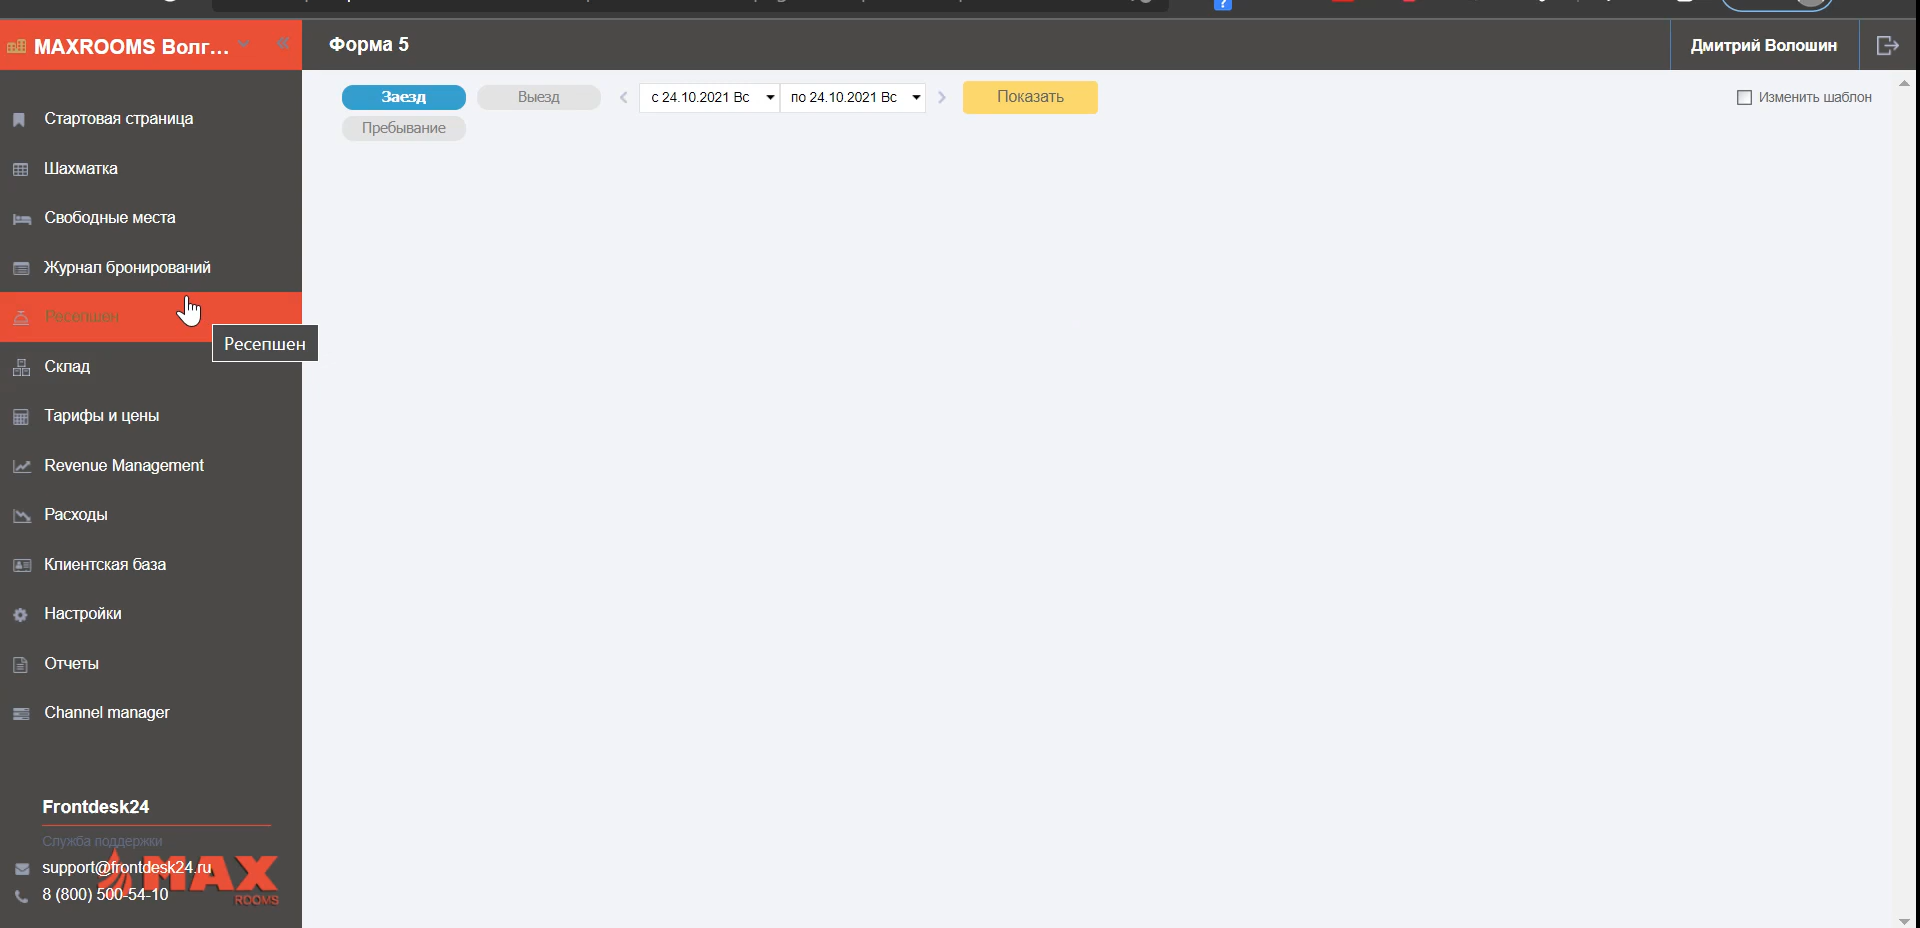 MAXROOMS Волг...
Форма 5
Дмитрий Волошин
Заезд
Выезд
с 24.10.2021 Вс
по 24.10.2021 Вс
Показать
Изменить шаблон
Пребывание
Стартовая страница
Шахматка
Свободные места
Журнал бронирований
Ресепшен
Ресепшен
Склад
Тарифы и цены
Revenue Management
Расходы
Клиентская база
Настройки
Отчеты
Channel manager
Frontdesk24
Служба поддержки
support@frontdesk24.ru
8 (800) 500-54-10
MAX
ROOMS